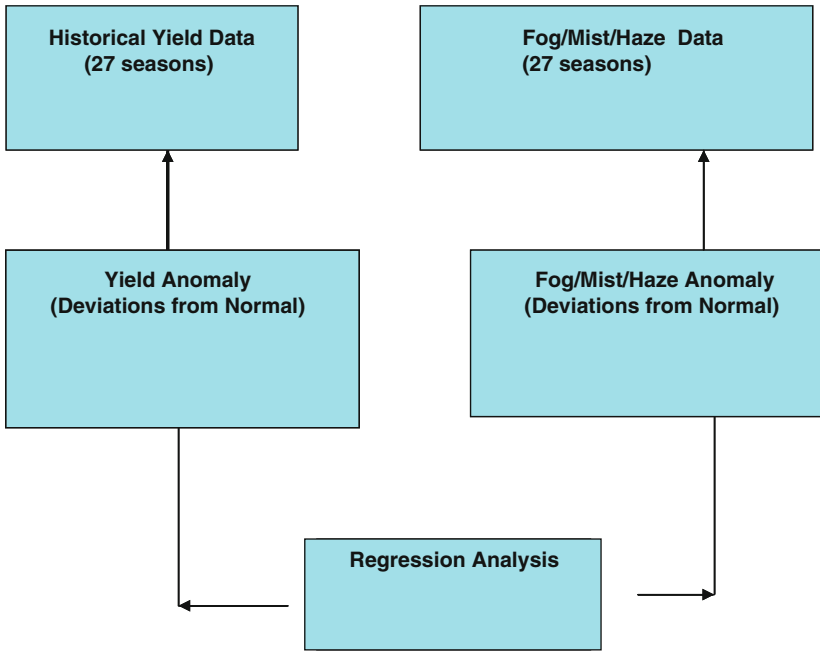 Historical Yield Data
(27 seasons)
Fog/Mist/Haze Data
(27 seasons)
Yield Anomaly
(Deviations from Normal)
Fog/Mist/Haze Anomaly
(Deviations from Normal)
Regression Analysis